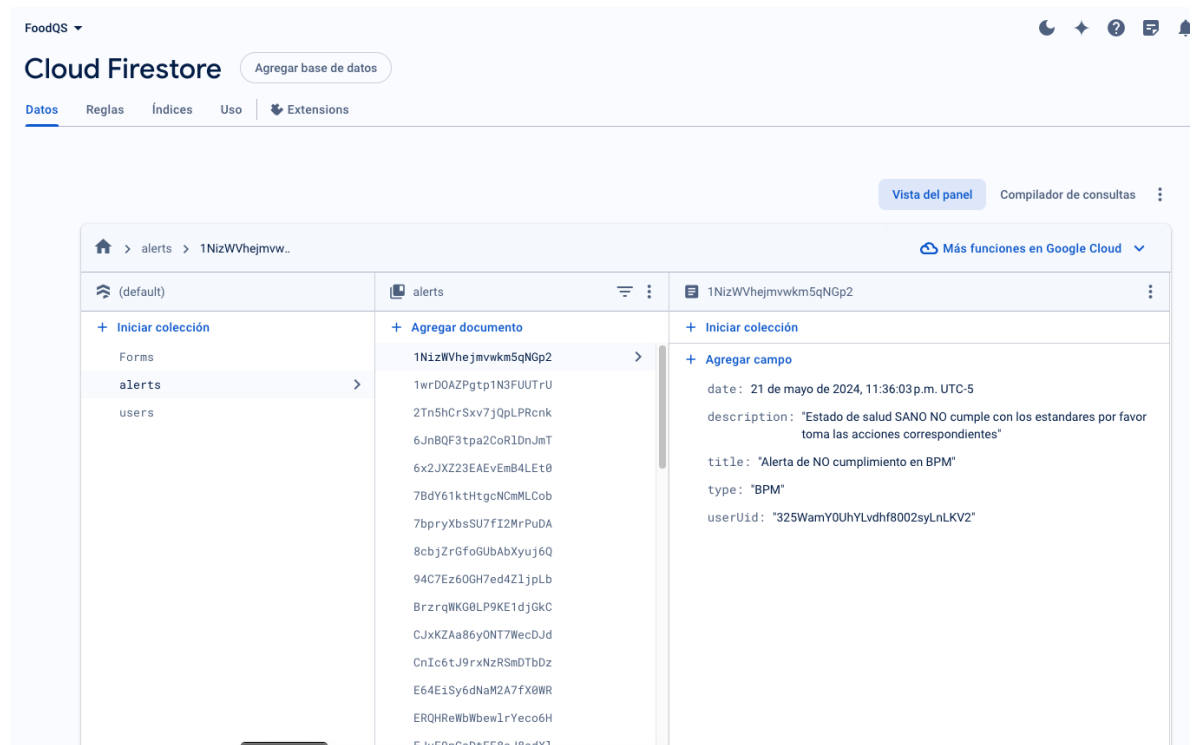 FoodQS
Cloud Firestore
Agregar base de datos
Datos
Reglas
Índices
Uso
Extensions
Vista del panel
Compilador de consultas
alerts
1NizWVhejmvw..
Más funciones en Google Cloud
(default)
alerts
1NizWVhejmvwkm5qNGp2
+ Iniciar colección
+ Agregar documento
+ Iniciar colección
Forms
alerts
users
1NizWVhejmvwkm5qNGp2
1wrDOAZPgtp1N3FUUTrU
2Tn5hCrSxv7jQpLPRcnk
6JnBQF3tpa2CoRlDnJmT
6x2JXZ23EAEvEmB4LEt0
7BdY61ktHtgcNCmMLCob
7bpryXbsSU7fI2MrPuDA
8cbjZrGfoGUbAbXyuj6Q
94C7Ez6OGH7ed4ZljpLb
BrzrqWKG0LP9KE1djGkC
CJxKZAa86yONT7WecDJd
CnIc6tJ9rxNzRSmDTbDz
E64EiSy6dNaM2A7fX0WR
ERQHReWbWbewlrYeco6H
+ Agregar campo
date: 21 de mayo de 2024, 11:36:03 p.m. UTC-5
description: "Estado de salud SANO NO cumple con los estandares por favor
toma las acciones correspondientes"
title: "Alerta de NO cumplimiento en BPM"
type: "BPM"
userUid: "325WamY0UhYLvdhf8002syLnLKV2"